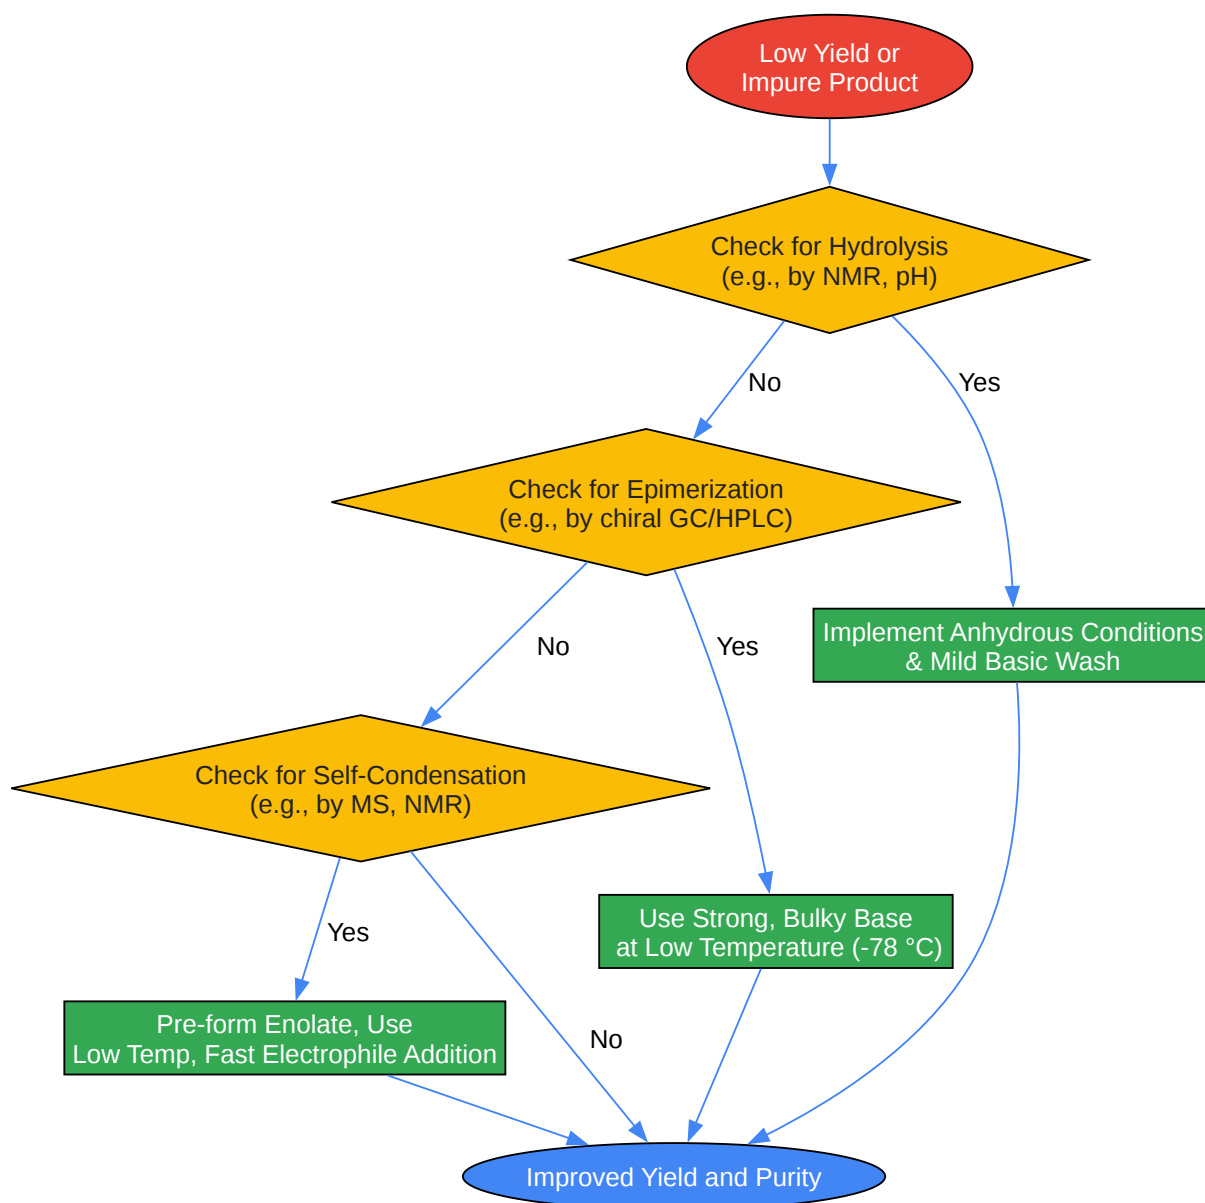 Low Yield or
Impure Product
Check for Hydrolysis
(e.g., by NMR, pH)
No
Yes
Check for Epimerization
(e.g., by chiral GC/HPLC)
No
Yes
Implement Anhydrous Conditions
& Mild Basic Wash
Check for Self-Condensation
(e.g., by MS, NMR)
Yes
No
Use Strong, Bulky Base
at Low Temperature (-78 °C)
Pre-form Enolate, Use
Low Temp, Fast Electrophile Addition
Improved Yield and Purity